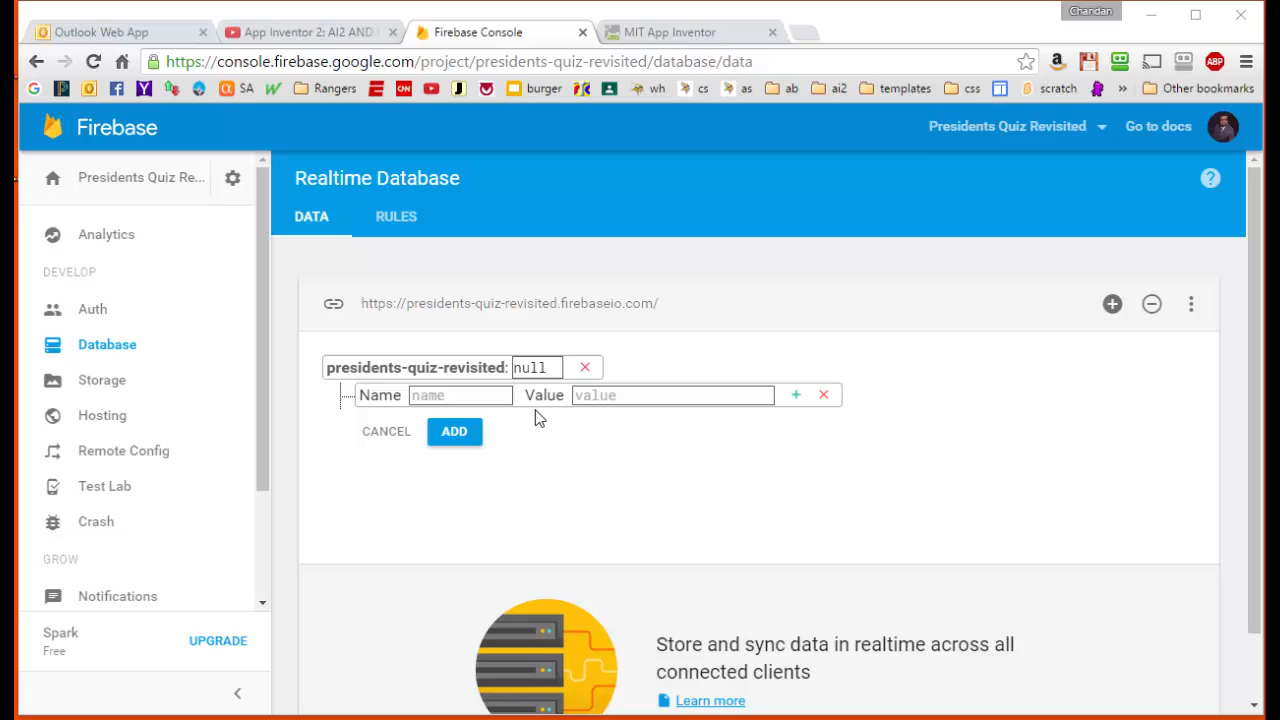 Chandan
Outlook Web App
App Inventor 2: AI2 AND
Firebase Console
MIT App Inventor
https://console.firebase.google.com/project/presidents-quiz-revisited/database/data
ABP
SA
Rangers
CNN
burger
wh
cs
as
ab
ai2
templates
css
scratch
»
Other bookmarks
Firebase
Presidents Quiz Revisited
Go to docs
Presidents Quiz Re...
Analytics
DEVELOP
Auth
Database
Storage
Hosting
Remote Config
Test Lab
Crash
GROW
Notifications
Spark
Free
UPGRADE
Realtime Database
DATA
RULES
https://presidents-quiz-revisited.firebaseio.com/
presidents-quiz-revisited: null
Name name Value value
CANCEL
ADD
Store and sync data in realtime across all
connected clients
Learn more